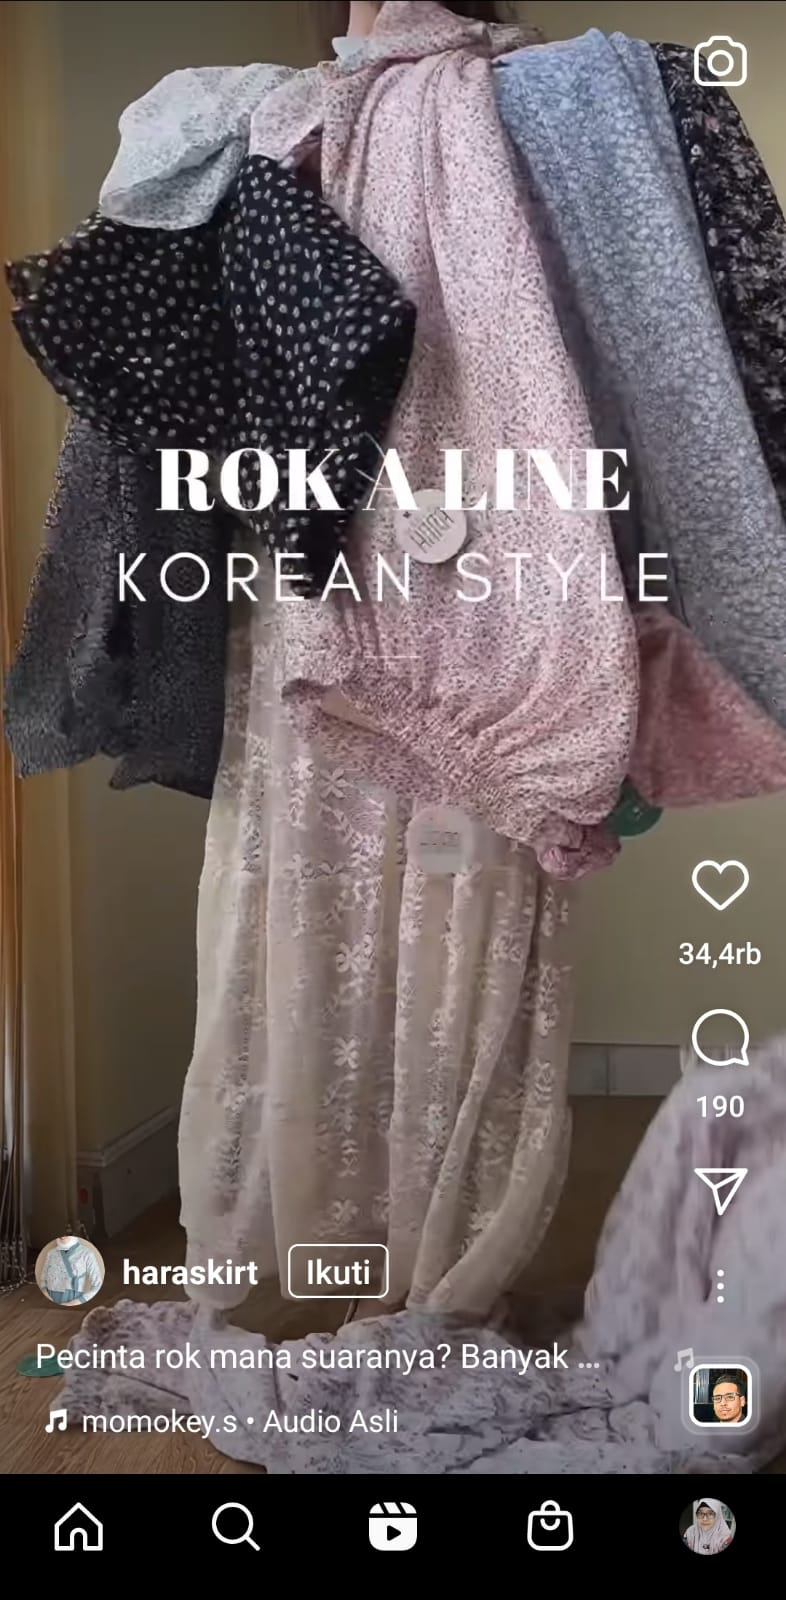 ROK A LINE
KOREAN STYLE
34,4rb
190
haraskirt
Ikuti
Pecinta rok mana suaranya? Banyak ...
momokey.s • Audio Asli